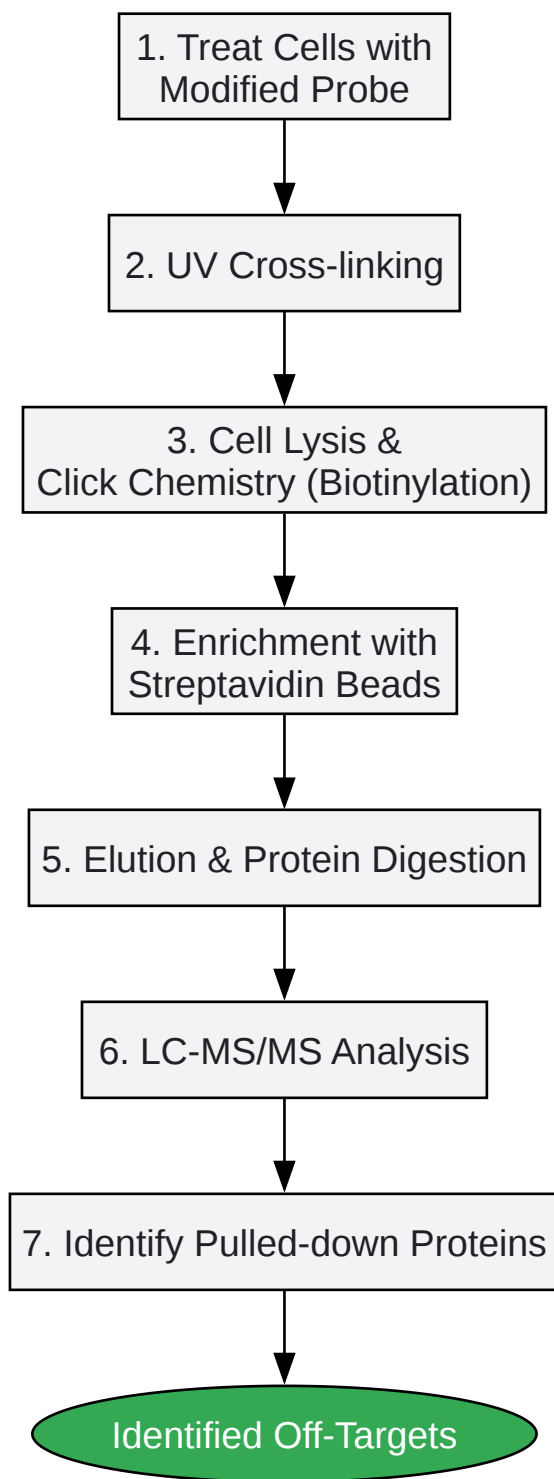 1. Treat Cells with
Modified Probe
2. UV Cross-linking
3. Cell Lysis &
Click Chemistry (Biotinylation)
4. Enrichment with
Streptavidin Beads
5. Elution & Protein Digestion
6. LC-MS/MS Analysis
7. Identify Pulled-down Proteins
Identified Off-Targets